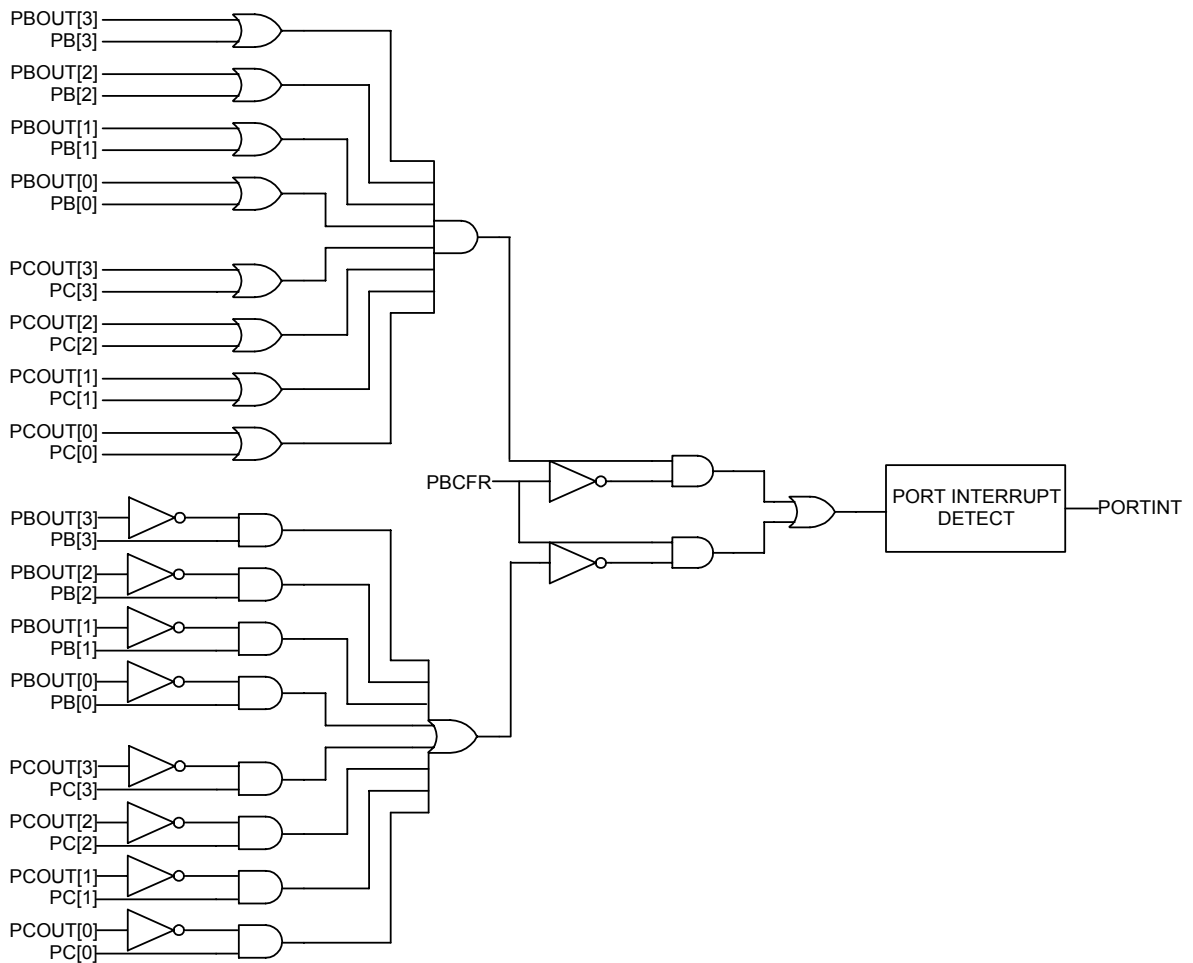 PBOUT[3]
PB[3]
PBOUT[2]
PB[2]
PBOUT[1]
PB[1]
PBOUT[0]
PB[0]
PCOUT[3]
PC[3]
PCOUT[2]
PC[2]
PCOUT[1]
PC[1]
PCOUT[0]
PC[0]
PBCFR
PORT INTERRUPT
DETECT
PORTINT
PBOUT[3]
PB[3]
PBOUT[2]
PB[2]
PBOUT[1]
PB[1]
PBOUT[0]
PB[0]
PCOUT[3]
PC[3]
PCOUT[2]
PC[2]
PCOUT[1]
PC[1]
PCOUT[0]
PC[0]